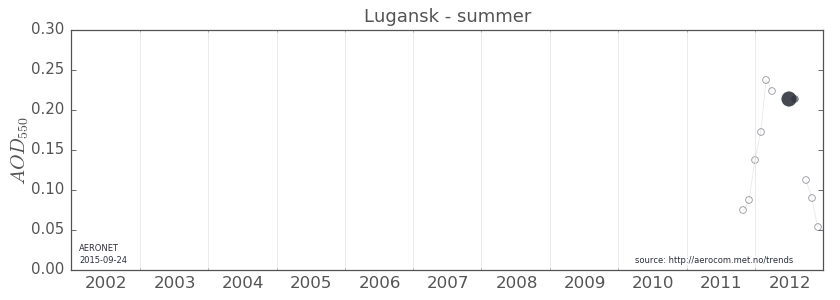 Lugansk - summer
0.30
0.25
0.20
0.15
0.10
0.05
0.00
AOD550
AERONET
2015-09-24
source: http://aerocom.met.no/trends
2002 2003 2004 2005 2006 2007 2008 2009 2010 2011 2012